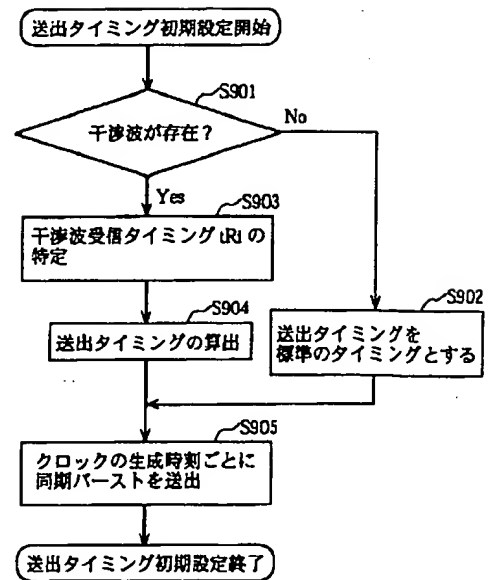 送出タイミング初期設定開始
S901
干渉波が存在?
No
Yes
S903
干渉波受信タイミング tRi の
特定
S904
送出タイミングの算出
S902
送出タイミングを
標準のタイミングとする
S905
クロックの生成時刻ごとに
同期バーストを送出
送出タイミング初期設定終了